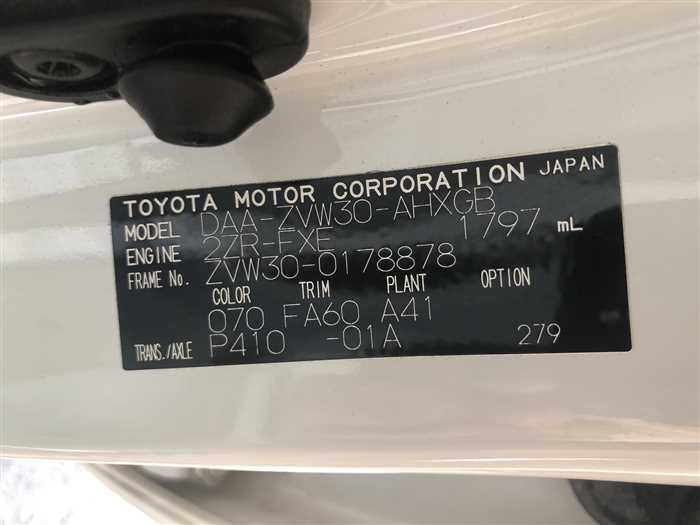 TOYOTA MOTOR CORPORATION JAPAN
MODEL DAA-ZVW30-AHXGB
ENGINE 2ZR-FXE 1797 mL
FRAME No. ZVW30-0178878
COLOR TRIM PLANT OPTION
070 FA60 A41
TRANS./AXLE P410 -01A 279